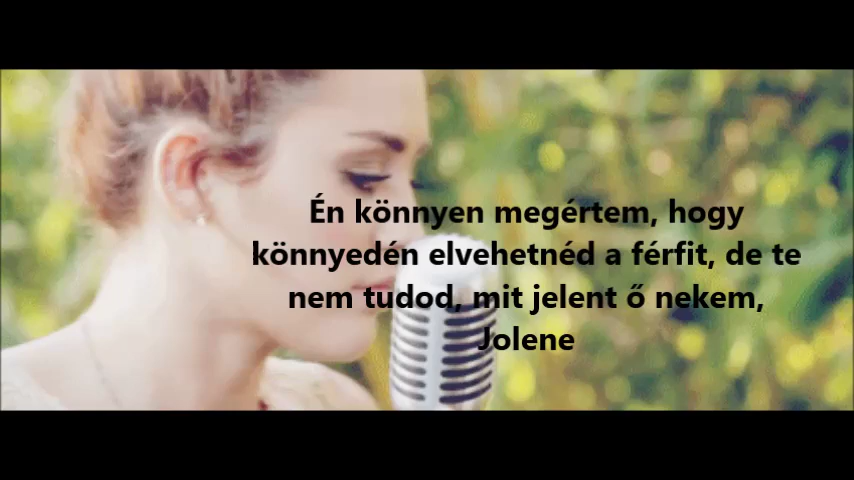 Én könnyen megértem, hogy
könnyedén elvehetnéd a férfit, de te
nem tudod, mit jelent ő nekem,
Jolene